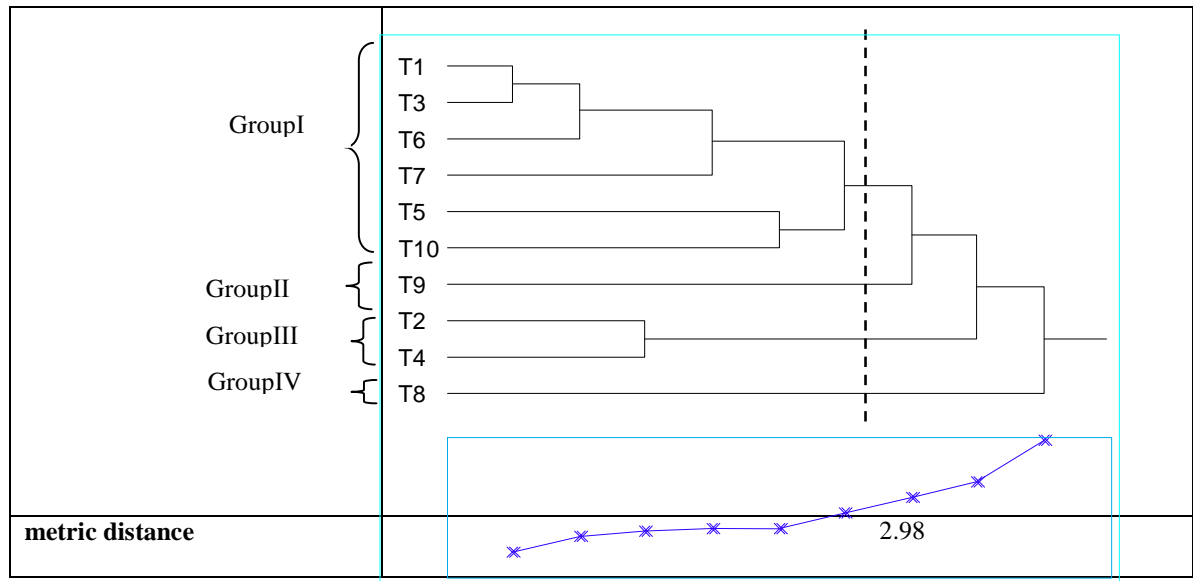 GroupI
GroupII
GroupIII
GroupIV
T1
T3
T6
T7
T5
T10
T9
T2
T4
T8
metric distance
2.98